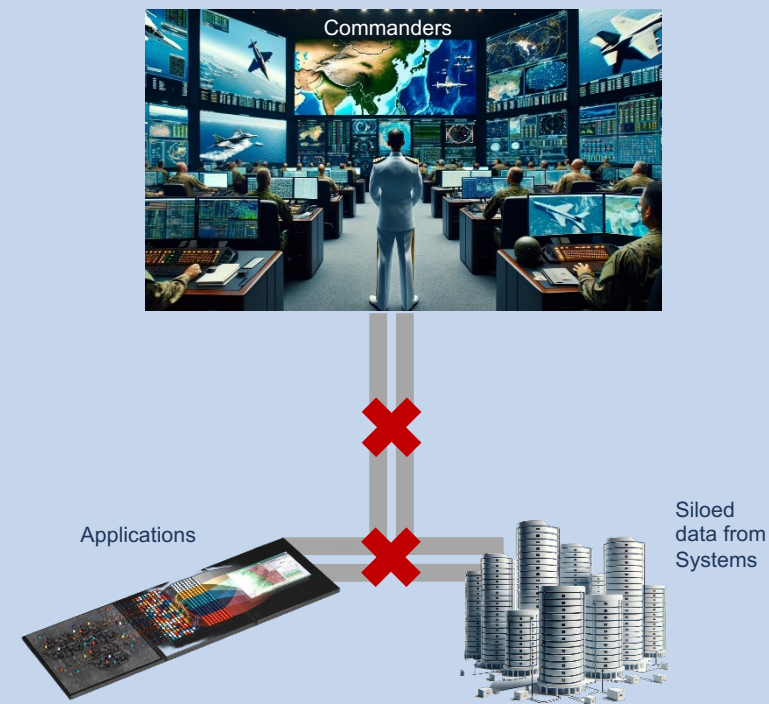 Commanders
Applications
Siloed
data from
Systems